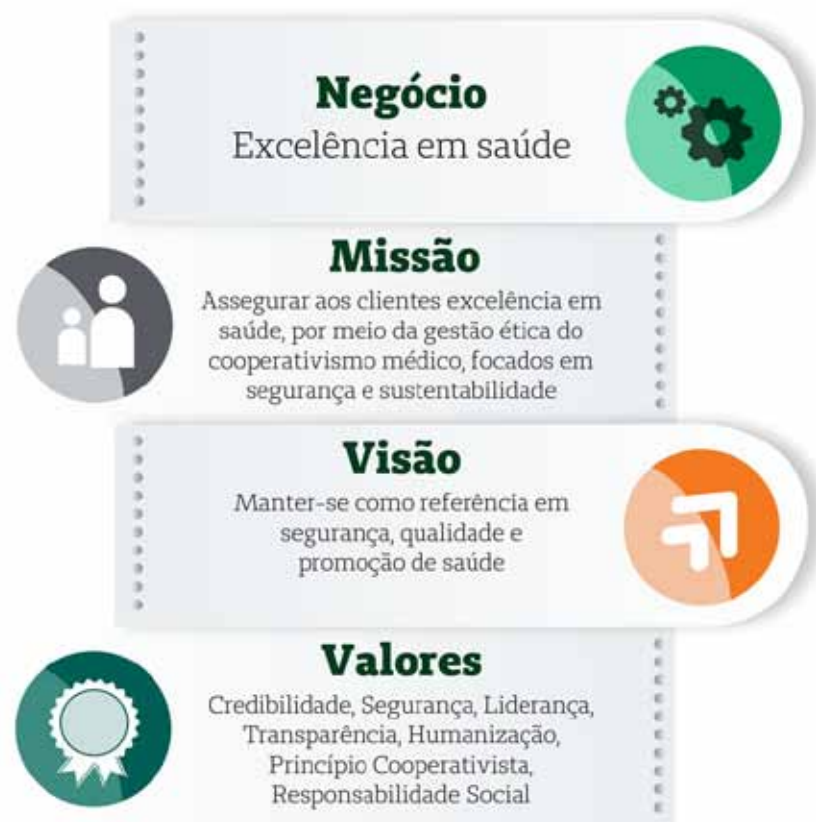 Negócio
Excelência em saúde
Missão
Assegurar aos clientes excelência em
saúde, por meio da gestão ética do
cooperativismo médico, focados em
segurança e sustentabilidade
Visão
Manter-se como referência em
segurança, qualidade e
promoção de saúde
Valores
Credibilidade, Segurança, Liderança,
Transparência, Humanização,
Princípio Cooperativista,
Responsabilidade Social